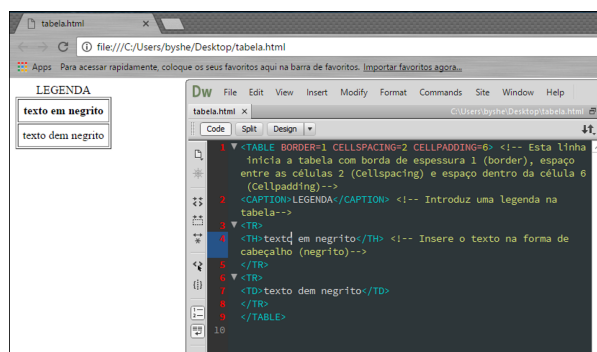 tabela.html ×
file:///C:/Users/byshe/Desktop/tabela.html
Apps Para acessar rapidamente, coloque os seus favoritos aqui na barra de favoritos. Importar favoritos agora...
LEGENDA
texto em negrito
texto dem negrito
Dw File Edit View Insert Modify Format Commands Site Window Help
tabela.html × C:\Users\byshe\Desktop\tabela.html
Code Split Design
1 <TABLE BORDER=1 CELLSPACING=2 CELLPADDING=6> <!-- Esta linha
inicia a tabela com borda de espessura 1 (border), espaço
entre as células 2 (Cellspacing) e espaço dentro da célula 6
(Cellpadding)-->
2 <CAPTION>LEGENDA</CAPTION> <!-- Introduz uma legenda na
tabela-->
3 <TR>
4 <TH>texto em negrito</TH> <!-- Insere o texto na forma de
cabeçalho (negrito)-->
5 </TR>
6 <TR>
7 <TD>texto dem negrito</TD>
8 </TR>
9 </TABLE>
10